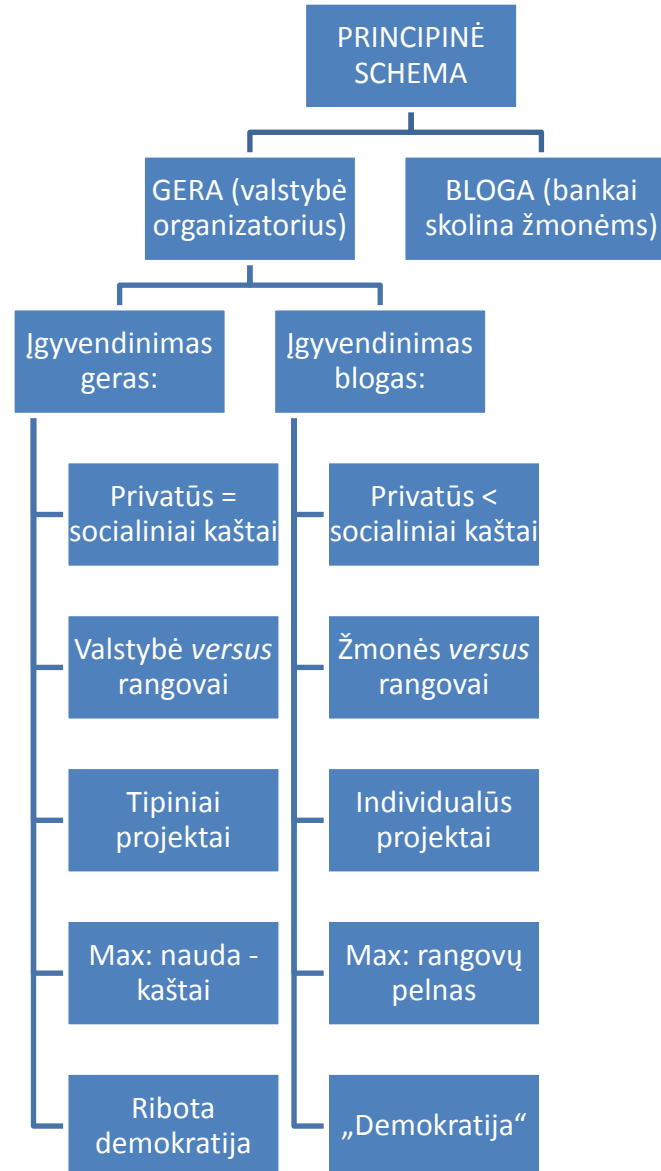 PRINCIPINĖ
SCHEMA
GERA (valstybė
organizatorius)
BLOGA (bankai
skolina žmonėms)
Įgyvendinimas
geras:
Įgyvendinimas
blogas:
Privatūs =
socialiniai kaštai
Privatūs <
socialiniai kaštai
Valstybė versus
rangovai
Žmonės versus
rangovai
Tipiniai
projektai
Individualūs
projektai
Max: nauda -
kaštai
Max: rangovų
pelnas
Ribota
demokratija
„Demokratija“